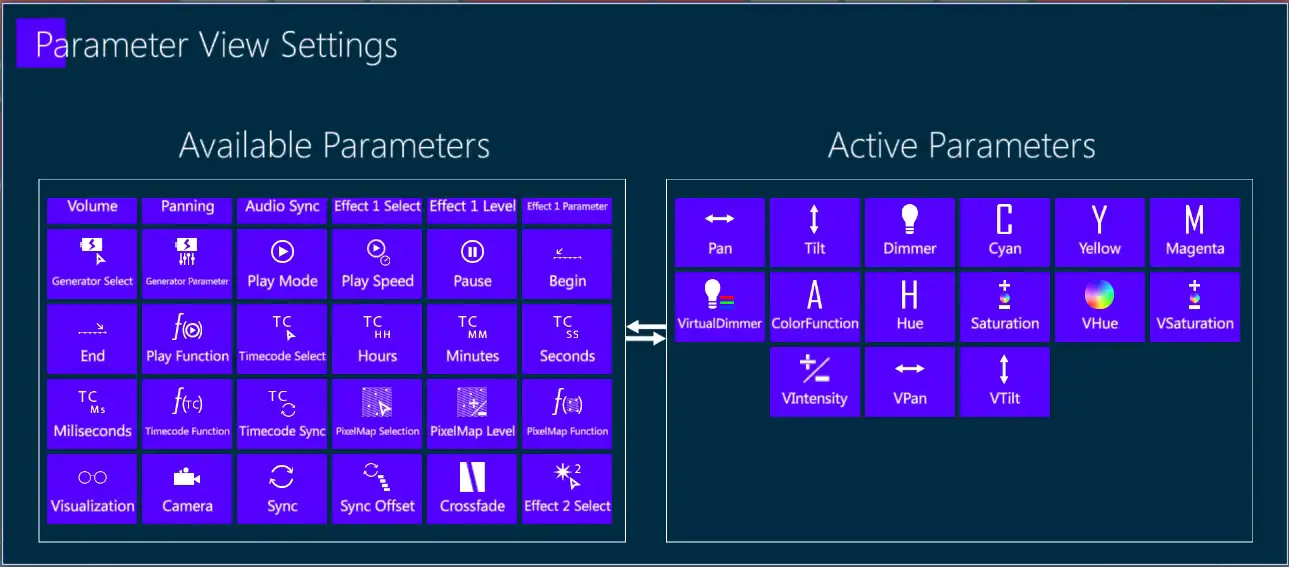 Parameter View Settings
Available Parameters
Active Parameters
Volume Panning Audio Sync Effect 1 Select Effect 1 Level Effect 1 Parameter
Generator Select Generator Parameter Play Mode Play Speed Pause Begin
TC TC TC TC
HH MM SS
End Play Function Timecode Select Hours Minutes Seconds
TC f(TC) TC
Ms
Miliseconds Timecode Function Timecode Sync PixelMap Selection PixelMap Level PixelMap Function
2
Visualization Camera Sync Sync Offset Crossfade Effect 2 Select
C Y M
Pan Tilt Dimmer Cyan Yellow Magenta
A H
VirtualDimmer ColorFunction Hue Saturation VHue VSaturation
VIntensity VPan VTilt